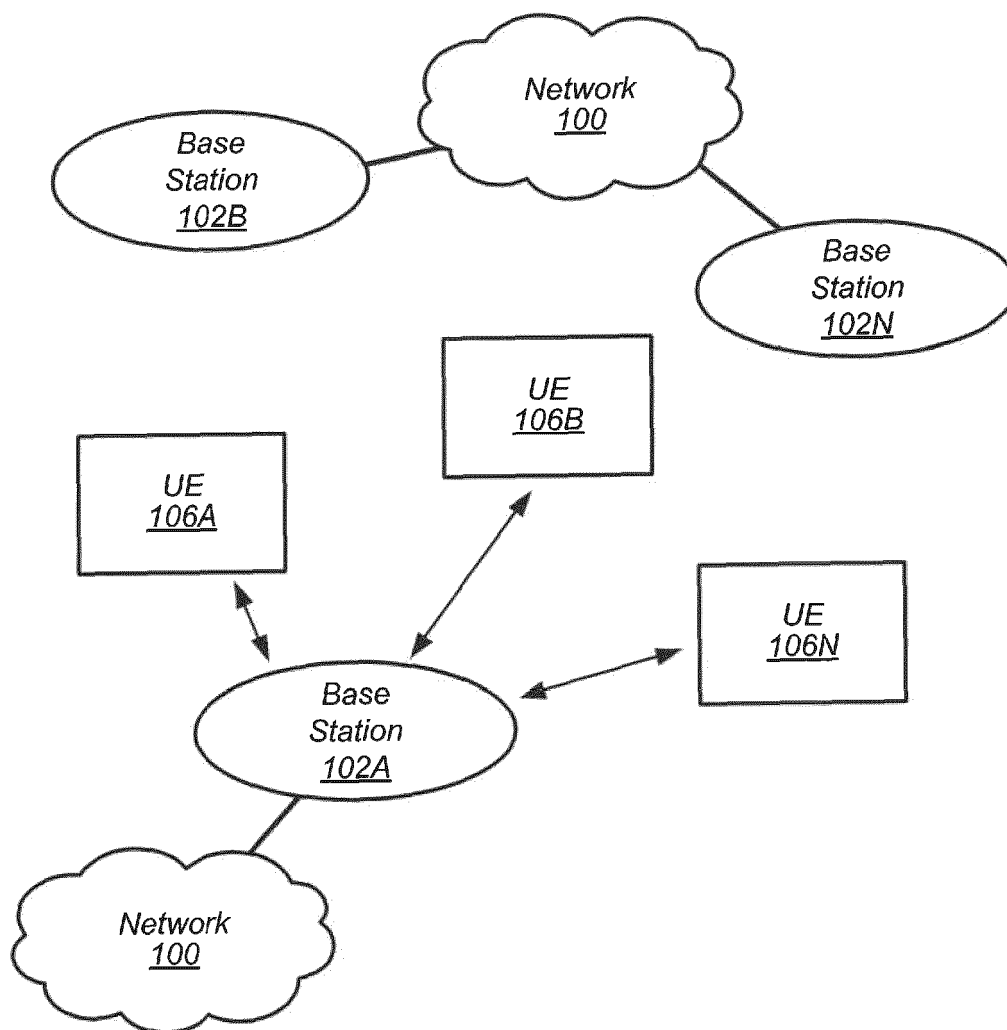 Network
100
Base
Station
102B
Base
Station
102N
UE
106B
UE
106A
UE
106N
Base
Station
102A
Network
100